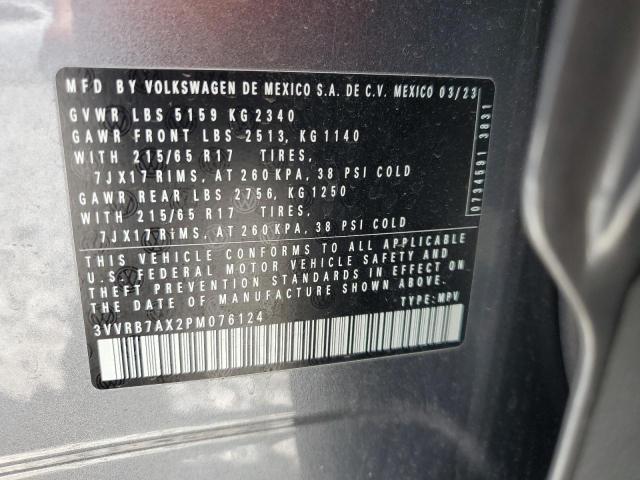 MFD BY VOLKSWAGEN DE MEXICO S.A. DE C.V. MEXICO 03/23
GVWR LBS 5159 KG 2340
GAWR FRONT LBS 2513, KG 1140
WITH 215/65 R17 TIRES,
7JX17 RIMS, AT 260 KPA, 38 PSI COLD
GAWR REAR LBS 2756, KG 1250
WITH 215/65 R17 TIRES,
7JX17 RIMS, AT 260 KPA, 38 PSI COLD
THIS VEHICLE CONFORMS TO ALL APPLICABLE
U.S. FEDERAL MOTOR VEHICLE SAFETY AND
THEFT PREVENTION STANDARDS IN EFFECT ON
THE DATE OF MANUFACTURE SHOWN ABOVE.
3VVRB7AX2PM076124 TYPE: MPV
0734591 3831